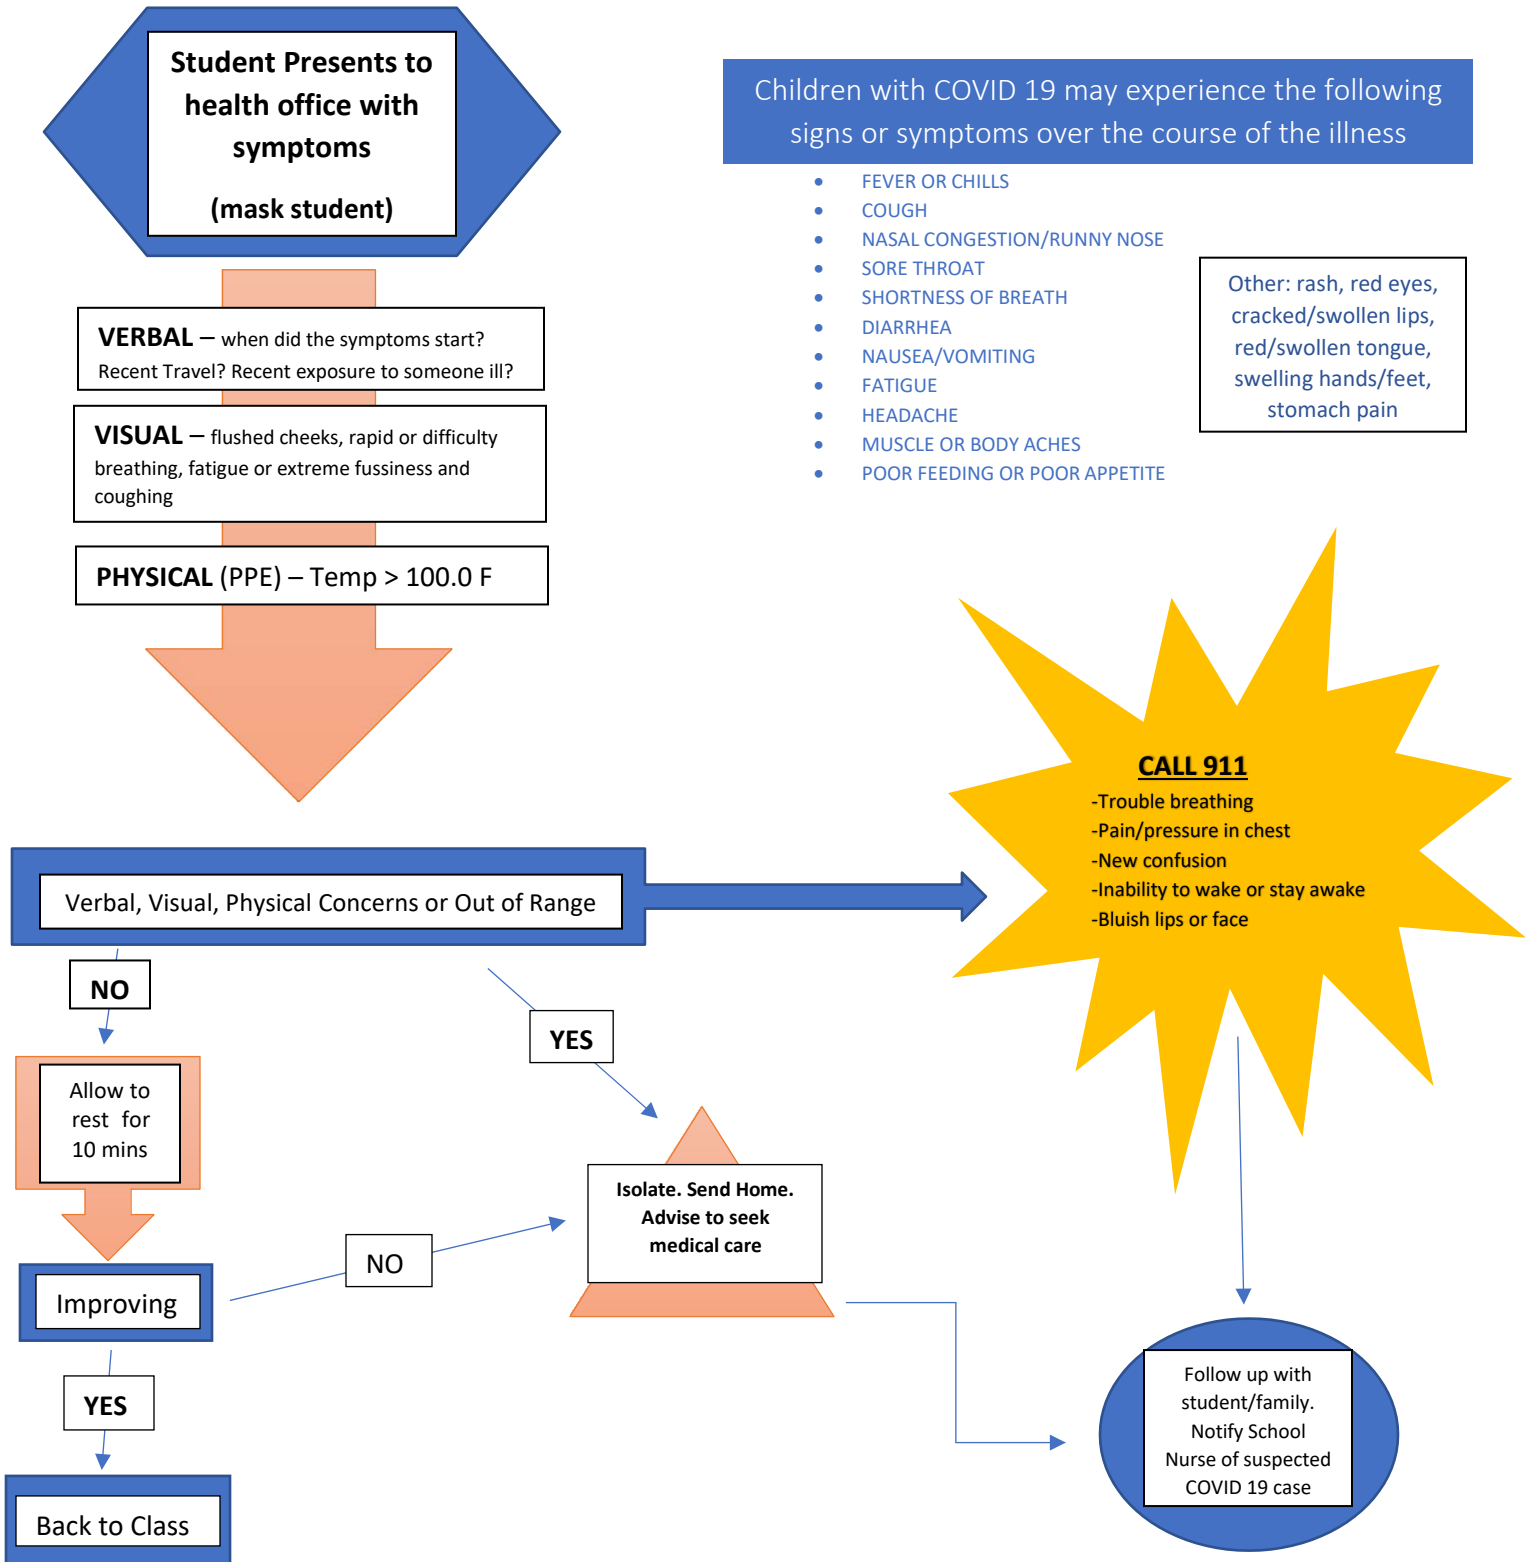 Student Presents to
health office with
symptoms
(mask student)
Children with COVID 19 may experience the following
signs or symptoms over the course of the illness
• FEVER OR CHILLS
• COUGH
• NASAL CONGESTION/RUNNY NOSE
• SORE THROAT
• SHORTNESS OF BREATH
• DIARRHEA
• NAUSEA/VOMITING
• FATIGUE
• HEADACHE
• MUSCLE OR BODY ACHES
• POOR FEEDING OR POOR APPETITE
Other: rash, red eyes,
cracked/swollen lips,
red/swollen tongue,
swelling hands/feet,
stomach pain
VERBAL – when did the symptoms start?
Recent Travel? Recent exposure to someone ill?
VISUAL – flushed cheeks, rapid or difficulty
breathing, fatigue or extreme fussiness and
coughing
PHYSICAL (PPE) – Temp > 100.0 F
CALL 911
-Trouble breathing
-Pain/pressure in chest
-New confusion
-Inability to wake or stay awake
-Bluish lips or face
Verbal, Visual, Physical Concerns or Out of Range
NO
YES
Allow to
rest for
10 mins
Isolate. Send Home.
Advise to seek
medical care
NO
Improving
YES
Back to Class
Follow up with
student/family.
Notify School
Nurse of suspected
COVID 19 case